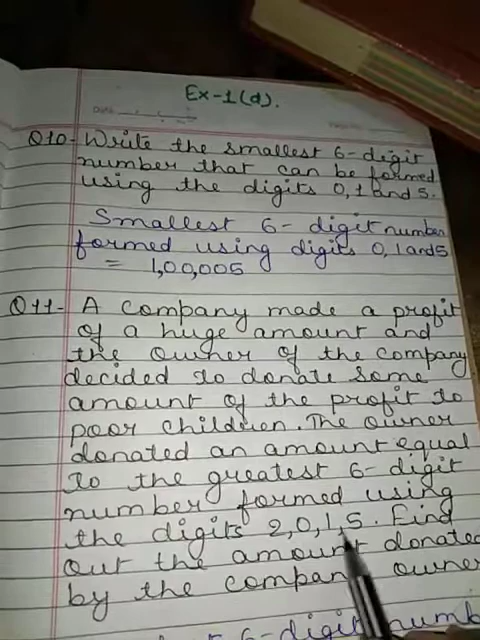 Ex-1(d).
Date
Q10- Write the smallest 6-digit
number that can be formed
using the digits 0,1 and 5.
Smallest 6-digit number
formed using digits 0,1 and 5
= 1,00,005
Q11- A company made a profit
of a huge amount and
the owner of the company
decided to donate some
amount of the profit to
poor children. The owner
donated an amount equal
to the greatest 6-digit
number formed using
the digits 2,0,1,5. Find
out the amount donated
by the company owner
6-digit numb